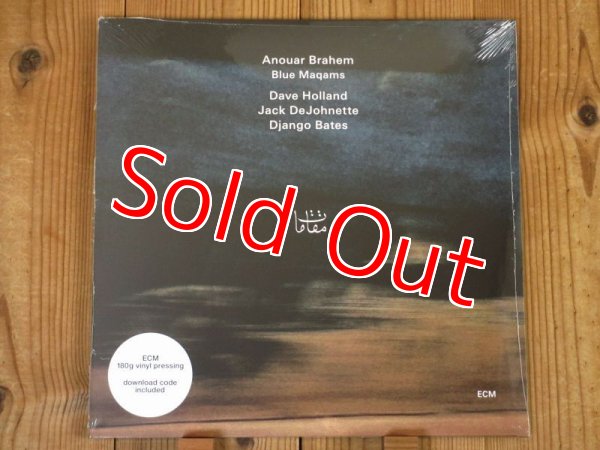 Anouar Brahem
Blue Maqams
Dave Holland
Jack DeJohnette
Django Bates
Sold Out
مقامات
ECM
180g vinyl pressing
download code
included
ECM